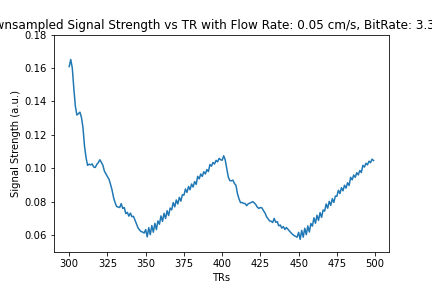 wnsampled Signal Strength vs TR with Flow Rate: 0.05 cm/s, BitRate: 3.3
0.18
0.16
0.14
0.12
0.10
0.08
0.06
Signal Strength (a.u.)
300 325 350 375 400 425 450 475 500
TRs